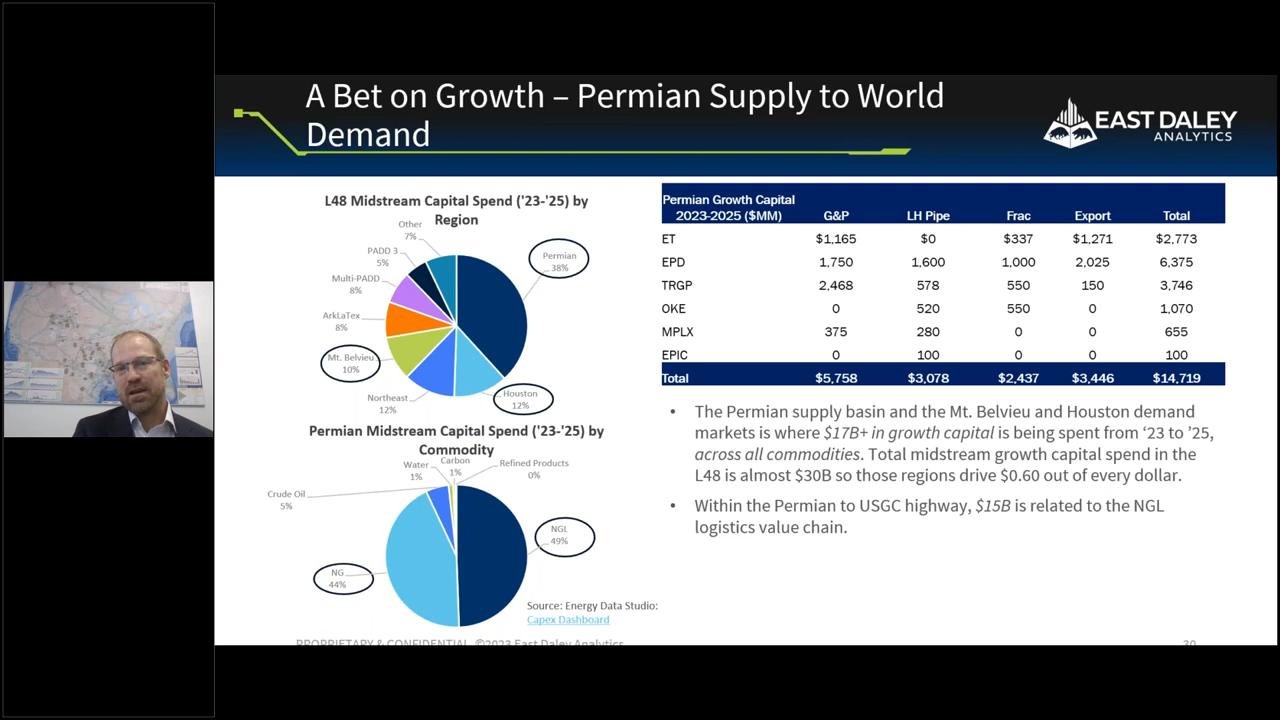 A Bet on Growth – Permian Supply to World
Demand
EAST DALEY
ANALYTICS
L48 Midstream Capital Spend ('23-'25) by
Region
Other
7%
PADD 3
5%
Multi-PADD
8%
ArkLaTex
8%
Mt. Belvieu
10%
Northeast
12%
Houston
12%
Permian
38%
Permian Midstream Capital Spend ('23-'25) by
Commodity
Water
1%
Carbon
1%
Refined Products
0%
Crude Oil
5%
NGL
49%
NG
44%
Source: Energy Data Studio:
Capex Dashboard
Permian Growth Capital
2023-2025 ($MM) G&P LH Pipe Frac Export Total
ET $1,165 $0 $337 $1,271 $2,773
EPD 1,750 1,600 1,000 2,025 6,375
TRGP 2,468 578 550 150 3,746
OKE 0 520 550 0 1,070
MPLX 375 280 0 0 655
EPIC 0 100 0 0 100
Total $5,758 $3,078 $2,437 $3,446 $14,719
• The Permian supply basin and the Mt. Belvieu and Houston demand
markets is where $17B+ in growth capital is being spent from ‘23 to ’25,
across all commodities. Total midstream growth capital spend in the
L48 is almost $30B so those regions drive $0.60 out of every dollar.
• Within the Permian to USGC highway, $15B is related to the NGL
logistics value chain.
PROPRIETARY & CONFIDENTIAL ©2023 East Daley Analytics
30